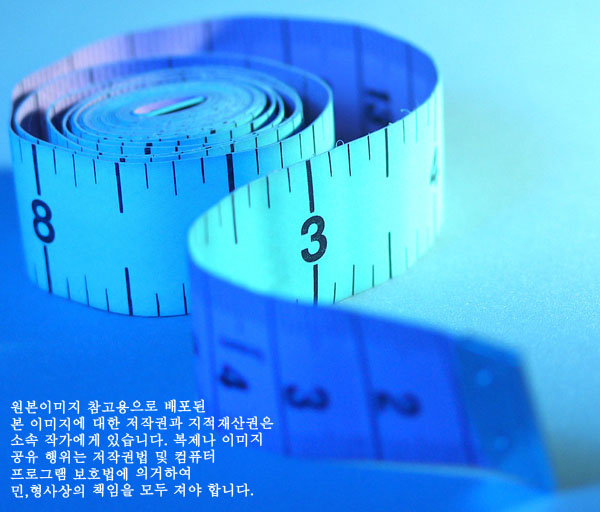 8
3
4
14
3
2
원본이미지 참고용으로 배포된
본 이미지에 대한 저작권과 지적재산권은
소속 작가에게 있습니다. 복제나 이미지
공유 행위는 저작권법 및 컴퓨터
프로그램 보호법에 의거하여
민,형사상의 책임을 모두 져야 합니다.